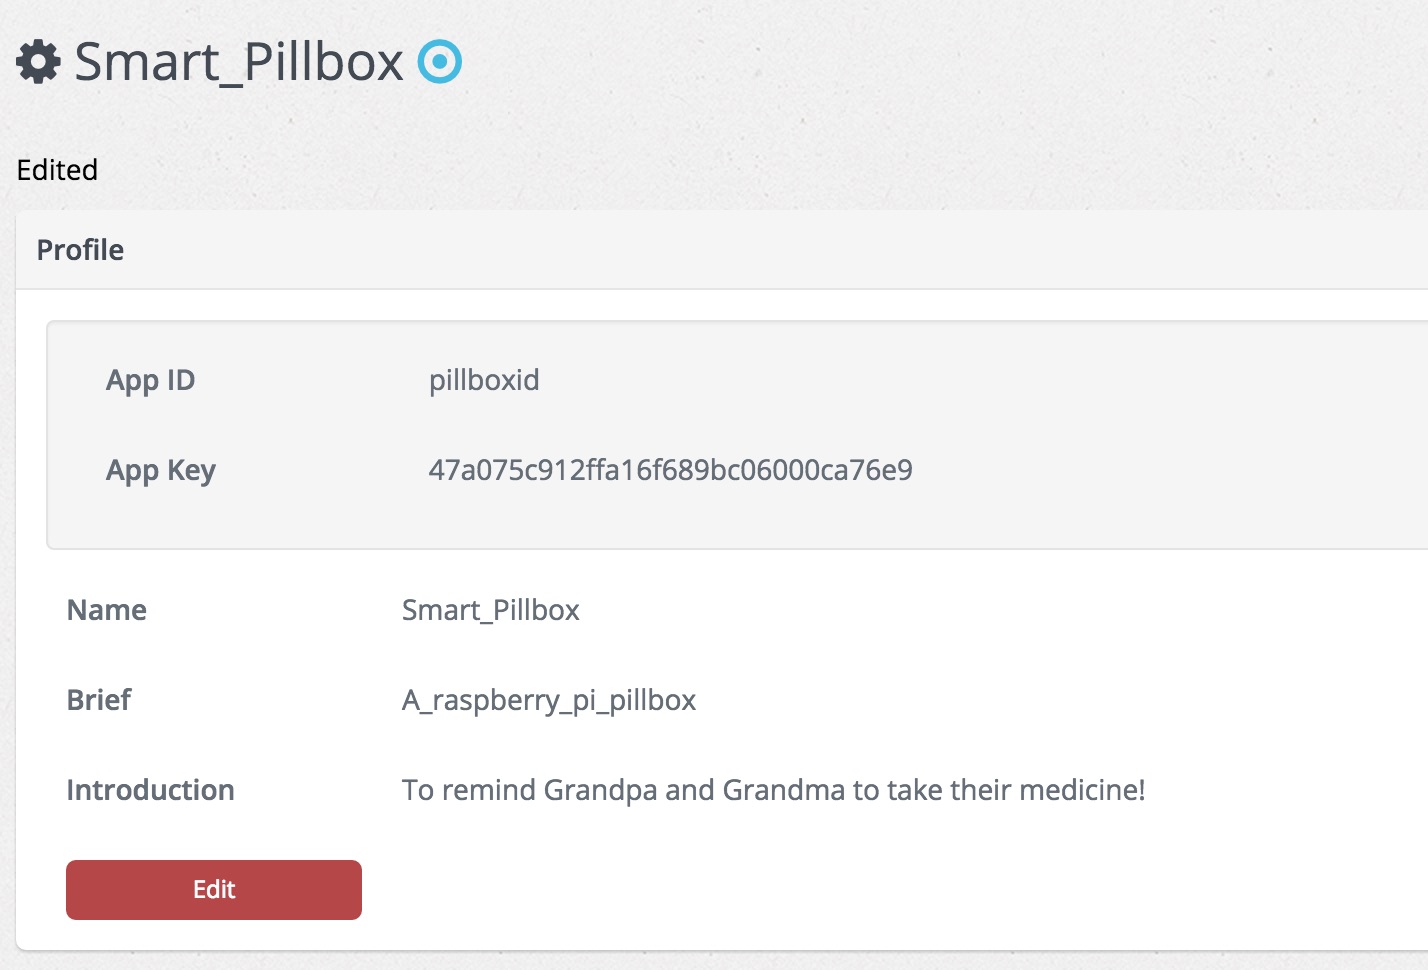 Smart_Pillbox
Edited
Profile
App ID pillboxid
App Key 47a075c912ffa16f689bc06000ca76e9
Name Smart_Pillbox
Brief A_raspberry_pi_pillbox
Introduction To remind Grandpa and Grandma to take their medicine!
Edit